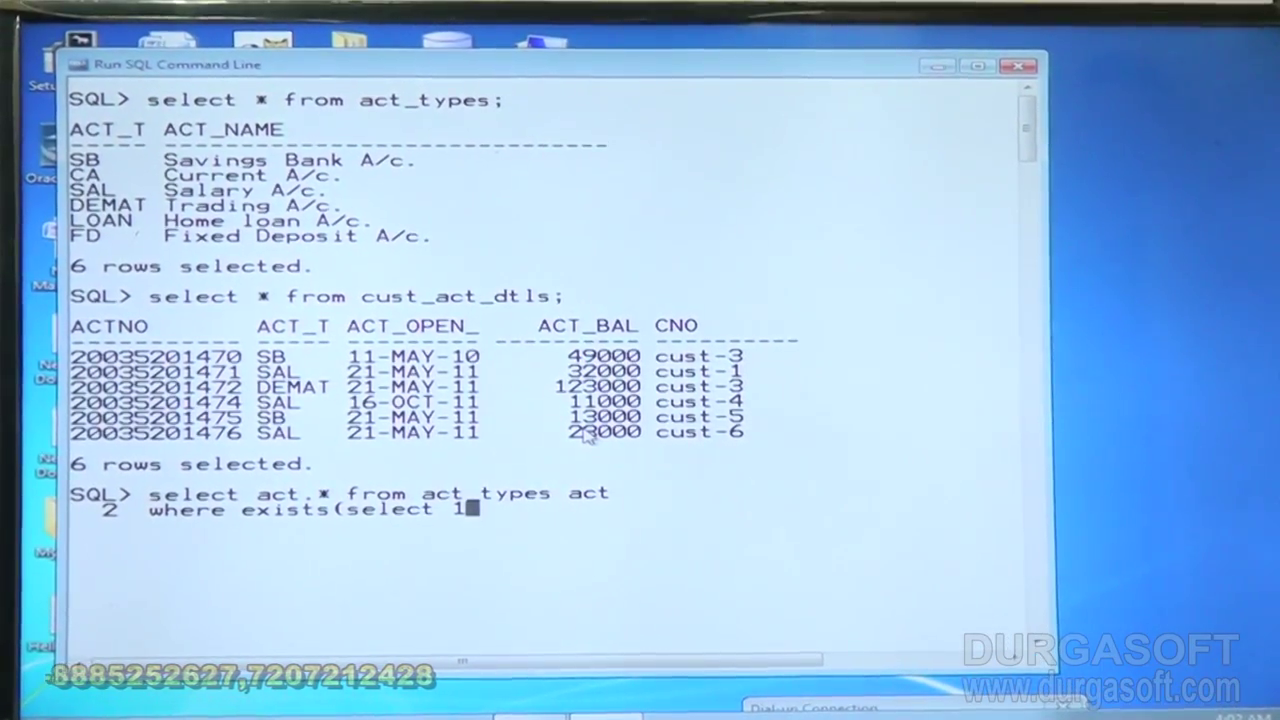 Setu
Run SQL Command Line
SQL> select * from act_types;
ACT_T ACT_NAME
----- ------------------------------
SB Savings Bank A/c.
CA Current A/c.
SAL Salary A/c.
DEMAT Trading A/c.
LOAN Home loan A/c.
FD Fixed Deposit A/c.
6 rows selected.
SQL> select * from cust_act_dtls;
ACTNO ACT_T ACT_OPEN_ ACT_BAL CNO
----------- ----- --------- ---------- ----------
20035201470 SB 11-MAY-10 49000 cust-3
20035201471 SAL 21-MAY-11 32000 cust-1
20035201472 DEMAT 21-MAY-11 123000 cust-3
20035201474 SAL 16-OCT-11 11000 cust-4
20035201475 SB 21-MAY-11 13000 cust-5
20035201476 SAL 21-MAY-11 23000 cust-6
6 rows selected.
SQL> select act.* from act_types act
2 where exists(select 1
8885252627,7207212428
DURGASOFT
www.durgasoft.com
Dial-up Connection